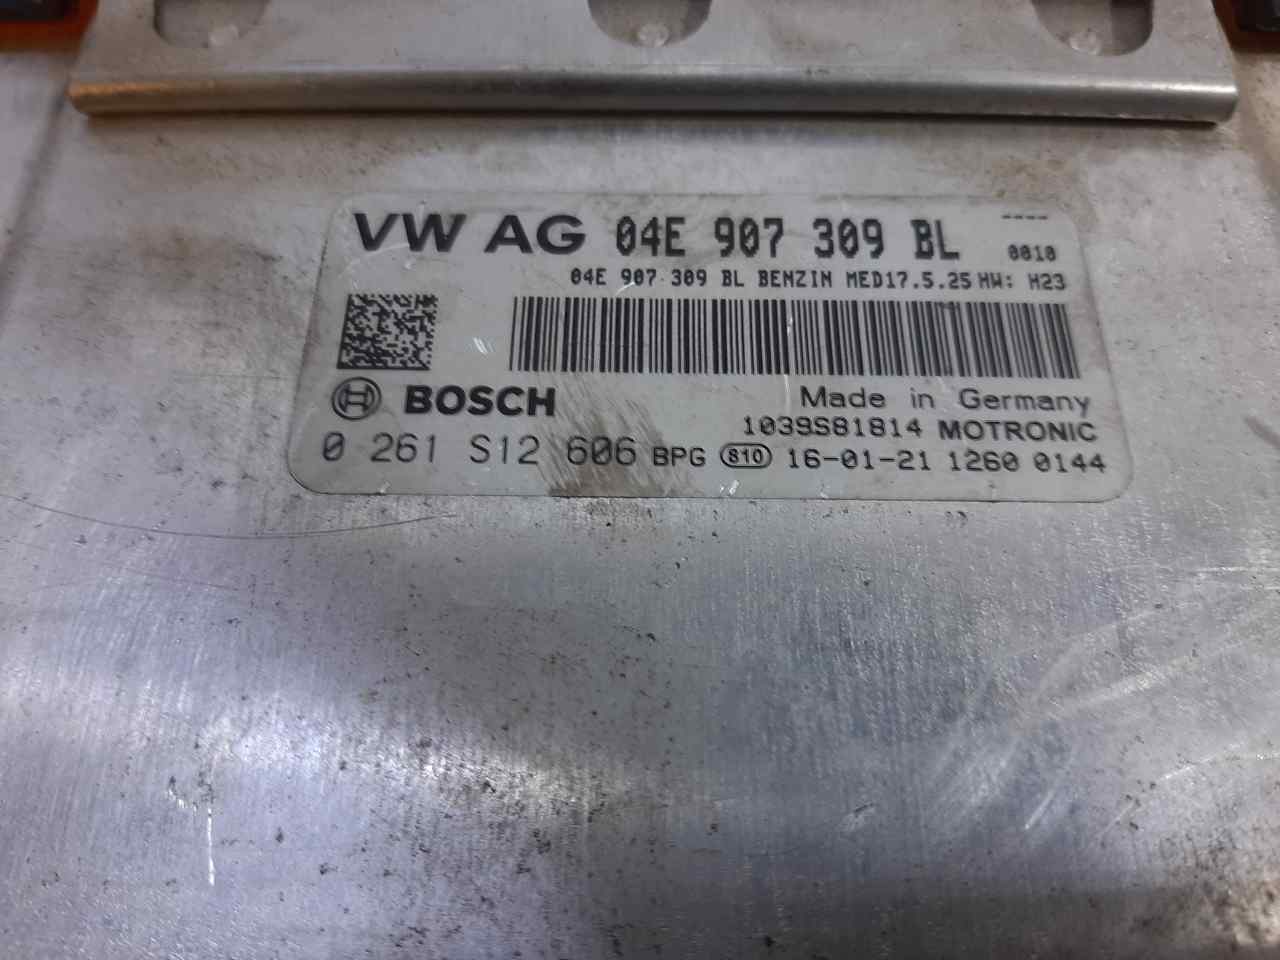 VW AG 04E 907 309 BL ----
0010
04E 907 309 BL BENZIN MED17.5.25 HW: H23
BOSCH Made in Germany
1039S81814 MOTRONIC
0 261 S12 606 BPG 810 16-01-21 1260 0144